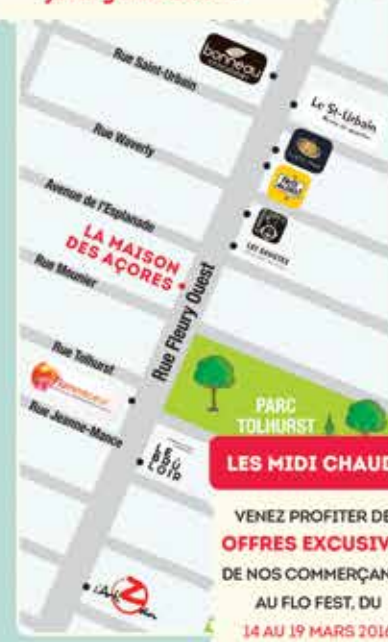 bonneau
Rue Saint-Urbain
Le St-Urbain
Rue Waverly
Avenue de l'Esplanade
LA MAISON
DES AÇORES
Rue Meunier
Rue Fleury Ouest
Rue Tolhurst
PARC
TOLHURST
Rue Jeanne-Mance
LES MIDI CHAUD
VENEZ PROFITER DE
OFFRES EXCUSIV
DE NOS COMMERÇAN
AU FLO FEST, DU
14 AU 19 MARS 2016